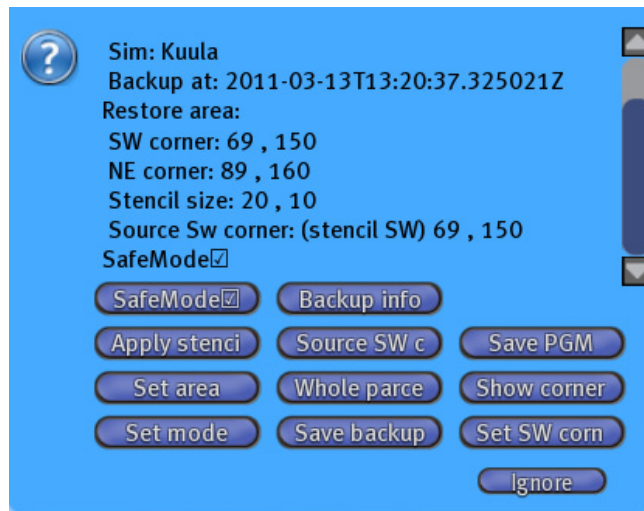 ?
Sim: Kuula
Backup at: 2011-03-13T13:20:37.325021Z
Restore area:
SW corner: 69 , 150
NE corner: 89 , 160
Stencil size: 20 , 10
Source Sw corner: (stencil SW) 69 , 150
SafeMode☑
SafeMode☑ Backup info
Apply stenci Source SW c Save PGM
Set area Whole parce Show corner
Set mode Save backup Set SW corn
Ignore